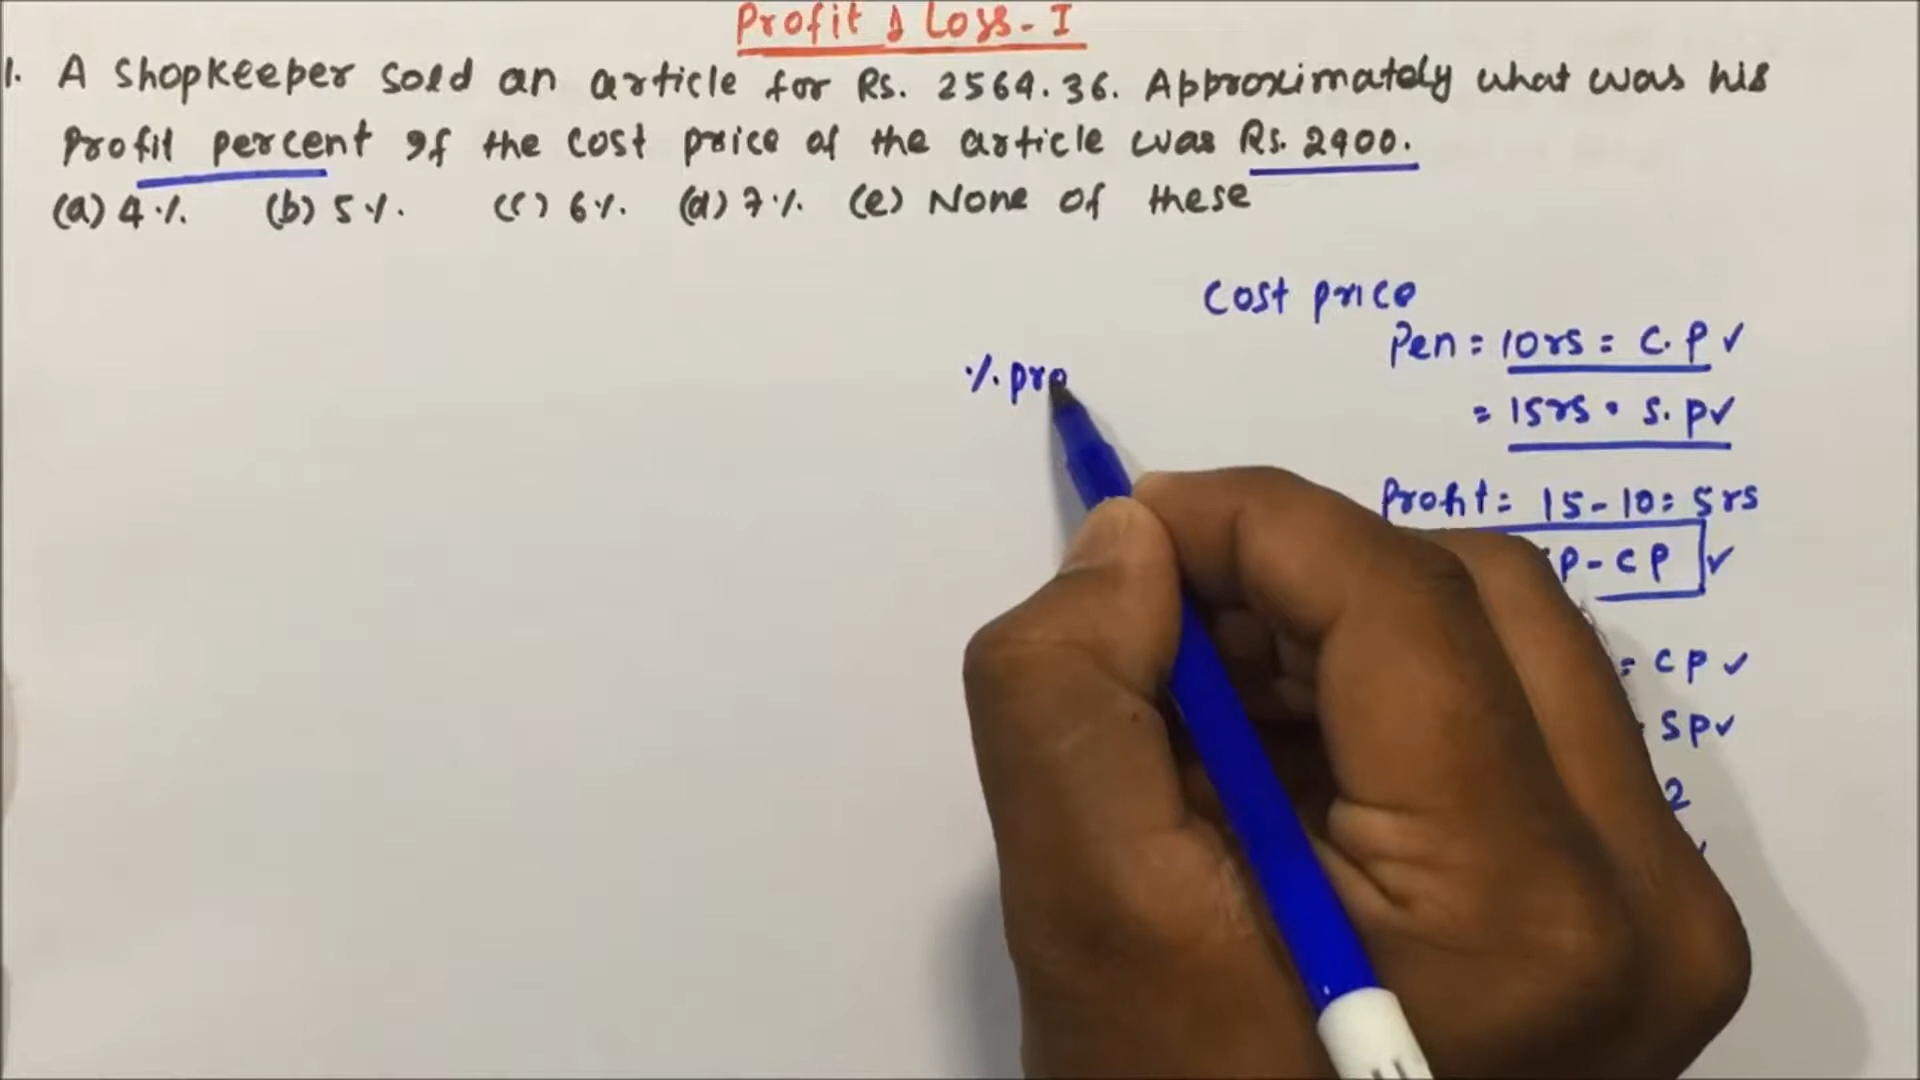 Profit & Loss - I
1. A shopkeeper sold an article for Rs. 2564.36. Approximately what was his
Profit percent If the cost price of the article was Rs. 2400.
(a) 4% (b) 5% (c) 6% (d) 7% (e) None of these
Cost price
Pen = 10rs = C.P ✓
% pro
= 15rs = S.P ✓
Profit = 15 - 10 = 5rs
P - CP ✓
= CP ✓
SP ✓
2